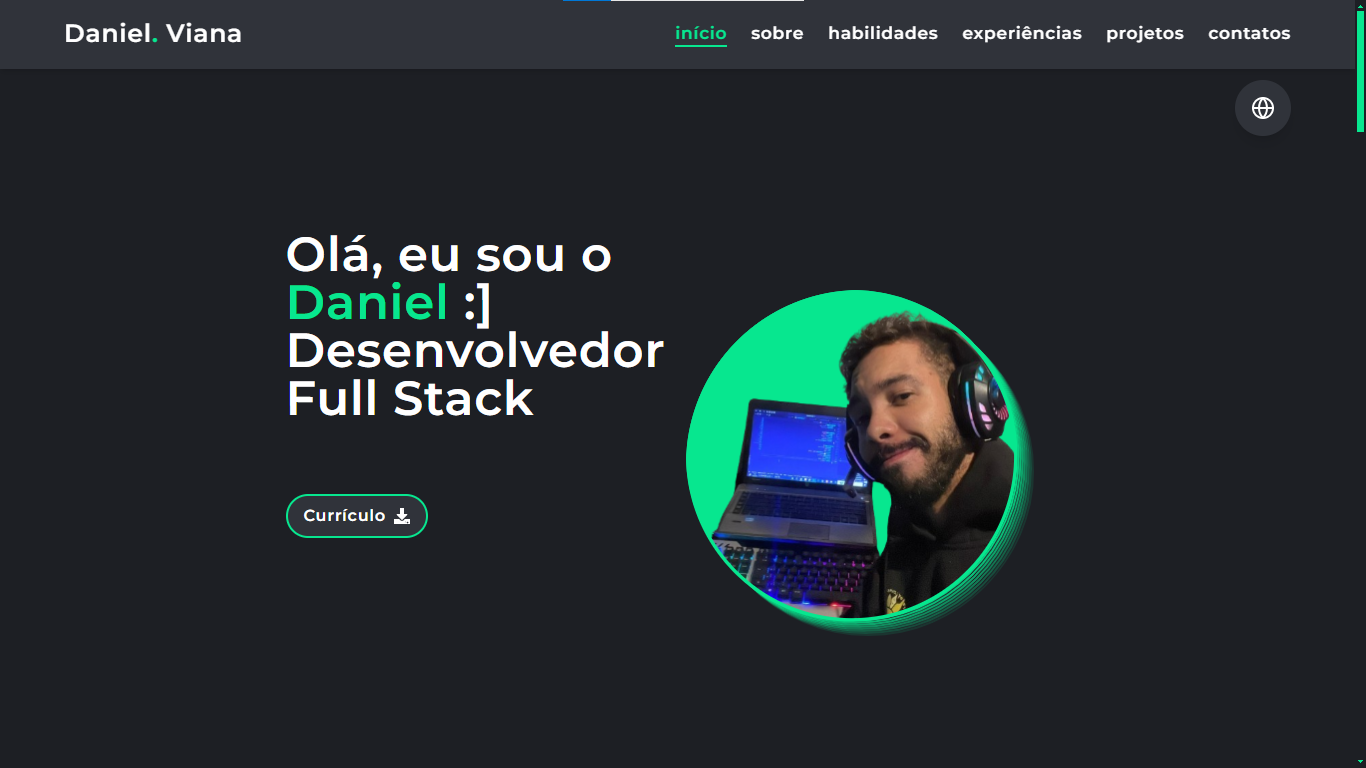 Daniel. Viana
início sobre habilidades experiências projetos contatos
Olá, eu sou o
Daniel :]
Desenvolvedor
Full Stack
Currículo